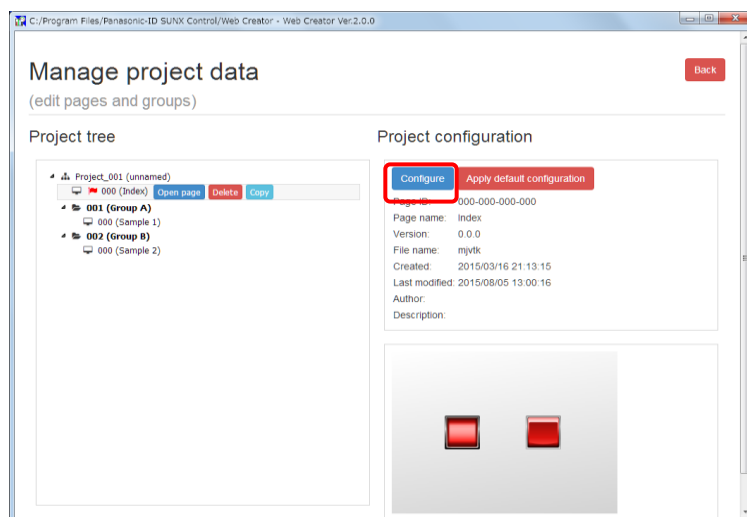 C:/Program Files/Panasonic-ID SUNX Control/Web Creator - Web Creator Ver.2.0.0
Manage project data
Back
(edit pages and groups)
Project tree
Project_001 (unnamed)
000 (Index) Open page Delete Copy
001 (Group A)
000 (Sample 1)
002 (Group B)
000 (Sample 2)
Project configuration
Configure Apply default configuration
Page ID: 000-000-000-000
Page name: Index
Version: 0.0.0
File name: mjvtk
Created: 2015/03/16 21:13:15
Last modified: 2015/08/05 13:00:16
Author:
Description: